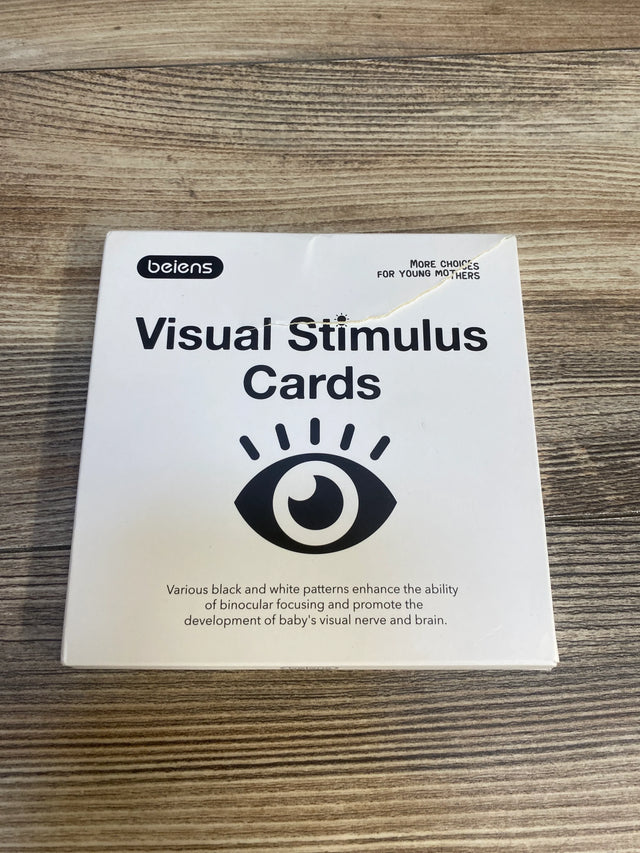 beiens
MORE CHOICES
FOR YOUNG MOTHERS
Visual Stimulus
Cards
Various black and white patterns enhance the ability
of binocular focusing and promote the
development of baby's visual nerve and brain.